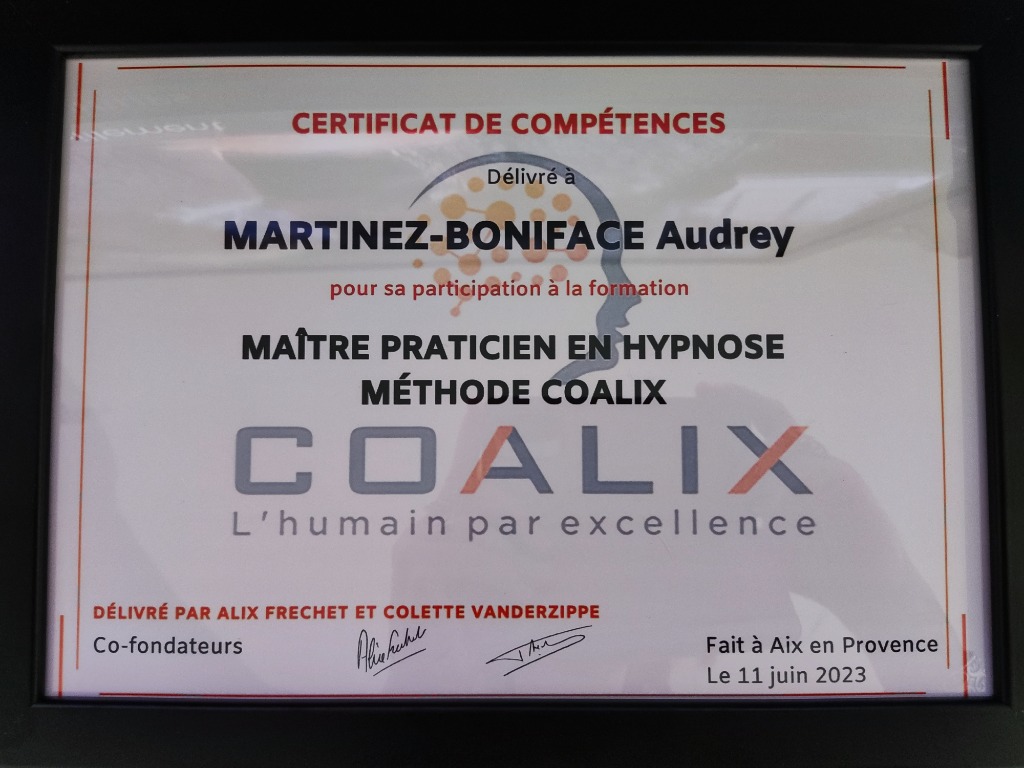 CERTIFICAT DE COMPÉTENCES
Délivré à
MARTINEZ-BONIFACE Audrey
pour sa participation à la formation
MAÎTRE PRATICIEN EN HYPNOSE
MÉTHODE COALIX
COALIX
L'humain par excellence
DÉLIVRÉ PAR ALIX FRECHET ET COLETTE VANDERZIPPE
Co-fondateurs
Fait à Aix en Provence
Le 11 juin 2023